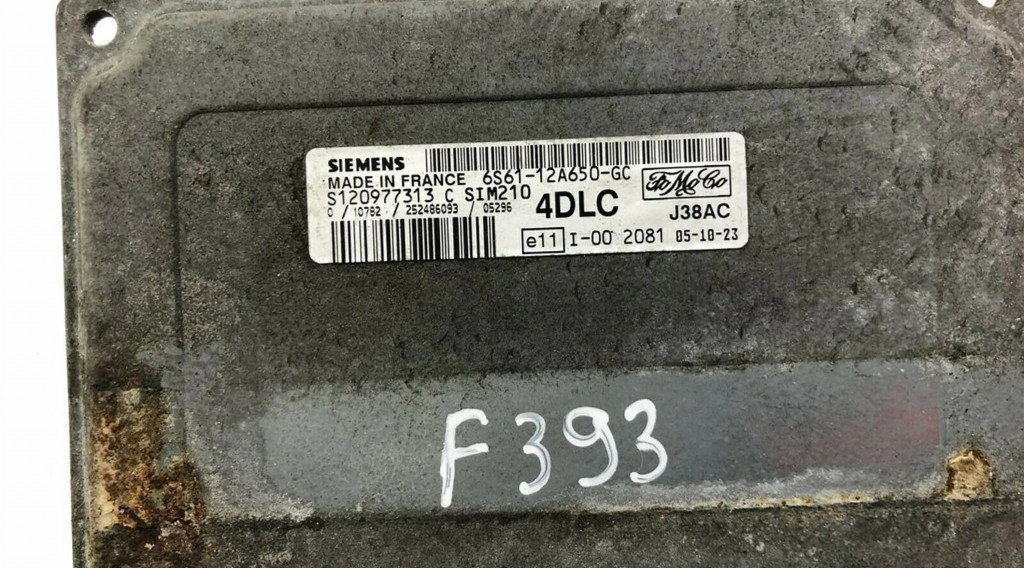 SIEMENS
MADE IN FRANCE 6S61-12A650-GC
S120977313 C SIM210
FoMoCo
0 / 10782 / 252486093 / 05296
4DLC
J38AC
e11 I-00 2081 05-10-23
F393